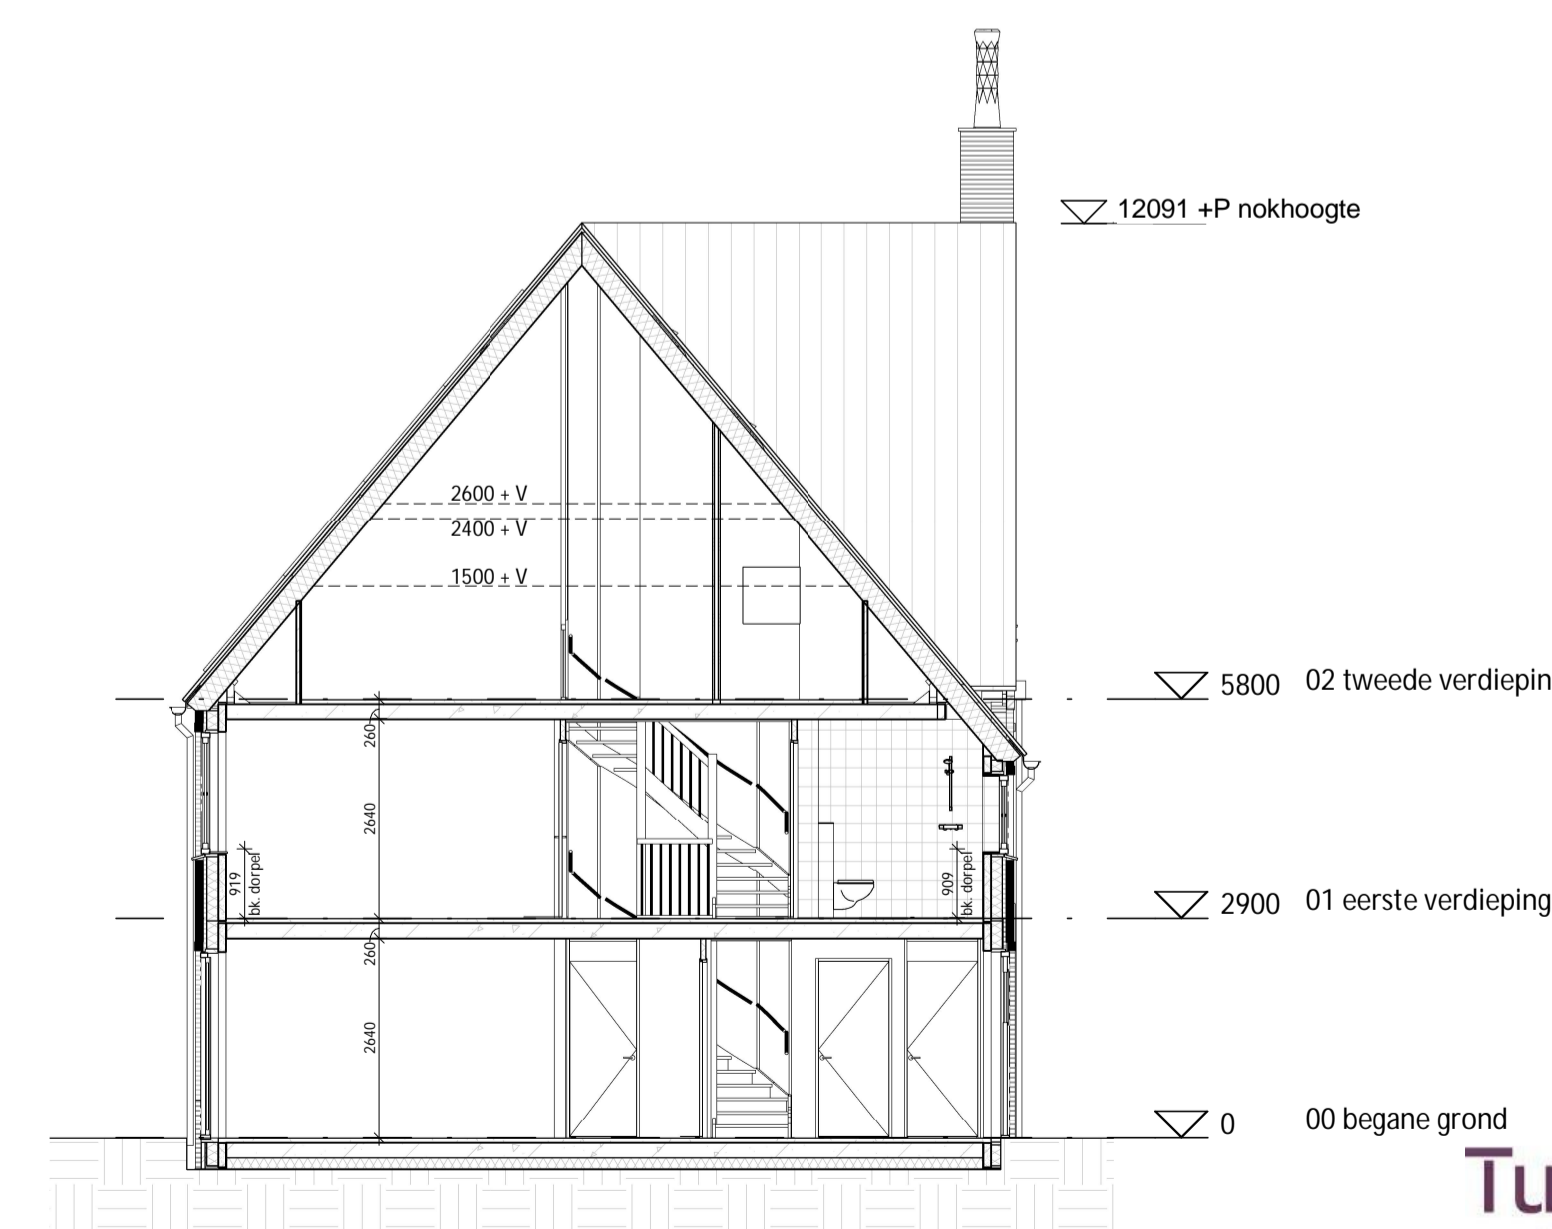 12091 +P nokhoogte
2600 + V
2400 + V
1500 + V
5800 02 tweede verdiepin
260
2640
919
bk. dorpel
909
bk. dorpel
2900 01 eerste verdieping
260
2640
0 00 begane grond
Tu